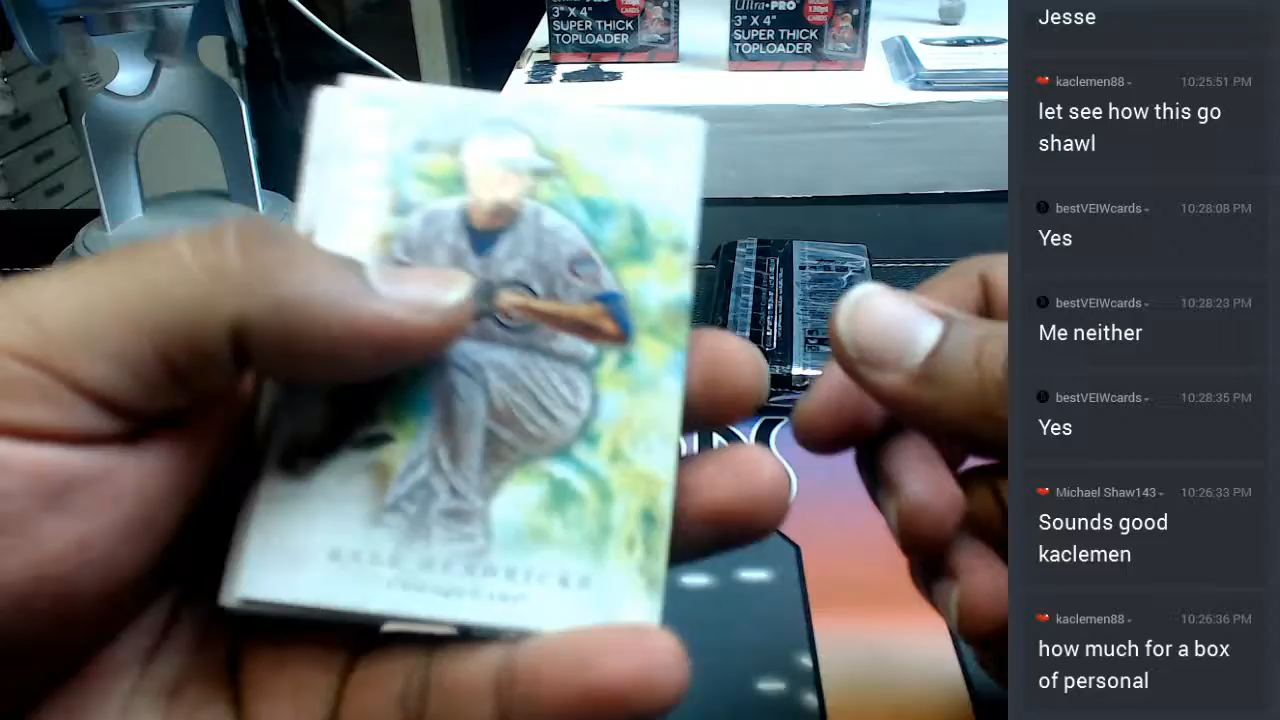 Ultra•PRO
3" X 4"
SUPER THICK
TOPLOADER
3" X 4"
SUPER THICK
TOPLOADER
Jesse
kaclemen88
10:25:51 PM
let see how this go
shawl
bestVEIWcards
10:28:08 PM
Yes
bestVEIWcards
10:28:23 PM
Me neither
bestVEIWcards
10:28:35 PM
Yes
Michael Shaw143
10:26:33 PM
Sounds good
kaclemen
kaclemen88
10:26:36 PM
how much for a box
of personal
KYLE HENDRICKS